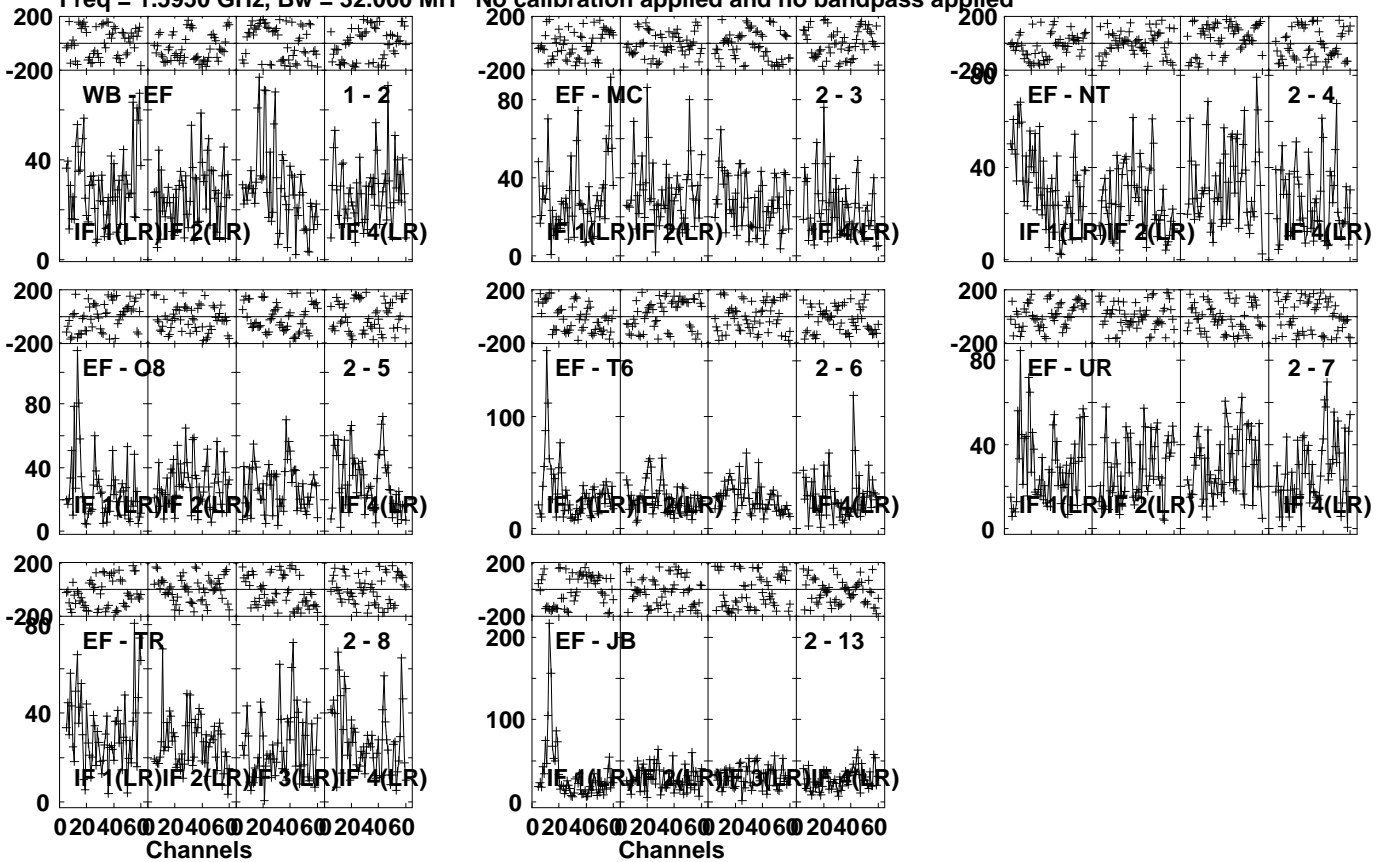 Freq = 1.5950 GHz, Bw = 32.000 MH No calibration applied and no bandpass applied
200 200 200
-200 -200 -200
WB - EF 1 - 2 EF - MC 2 - 3 EF - NT 2 - 4
80 80
40 40 40
IF 1(LR) IF 2(LR) IF 4(LR) IF 1(LR) IF 2(LR) IF 4(LR) IF 1(LR) IF 2(LR) IF 4(LR)
0 0 0
200 200 200
-200 -200 -200
EF - O8 2 - 5 EF - T6 2 - 6 EF - UR 2 - 7
80 100 80
40 40
IF 1(LR) IF 2(LR) IF 4(LR) IF 1(LR) IF 2(LR) IF 4(LR) IF 1(LR) IF 2(LR) IF 4(LR)
0 0 0
200 200
-200 -200
80 200
EF - TR 2 - 8 EF - JB 2 - 13
40 100
IF 1(LR) IF 2(LR) IF 3(LR) IF 4(LR) IF 1(LR) IF 2(LR) IF 3(LR) IF 4(LR)
0 0
0 20 40 60 0 20 40 60 0 20 40 60 0 20 40 60 0 20 40 60 0 20 40 60 0 20 40 60 0 20 40 60
Channels Channels